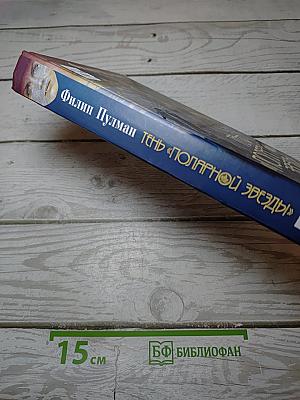 Филип Пулман ТЕНЬ «ПОЛЯРНОЙ ЗВЕЗДЫ»
15 см БФ БИБЛИОФАН